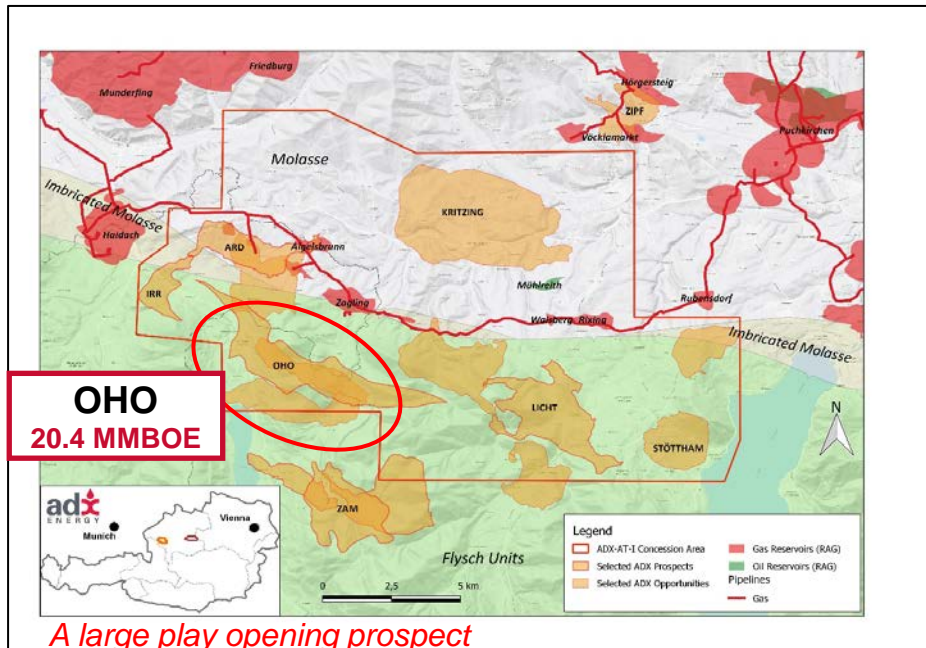 Friedburg
Munderfing
Hörgersteig
ZIPF
Vöcklamarkt
Puchkirchen
Molasse
Imbricated Molasse
KRITZING
Haidach
ARD
Aigelsbrunn
Mühlreith
IRR
Zagling
Rubensdorf
Walsberg Rixing
Imbricated Molasse
OHO
OHO
20.4 MMBOE
LICHT
N
STÖTTHAM
adx
ENERGY
Vienna
Munich
ZAM
Flysch Units
0 2,5 5 km
Legend
ADX-AT-I Concession Area
Selected ADX Prospects
Selected ADX Opportunities
Gas Reservoirs (RAG)
Oil Reservoirs (RAG)
Pipelines
Gas
A large play opening prospect